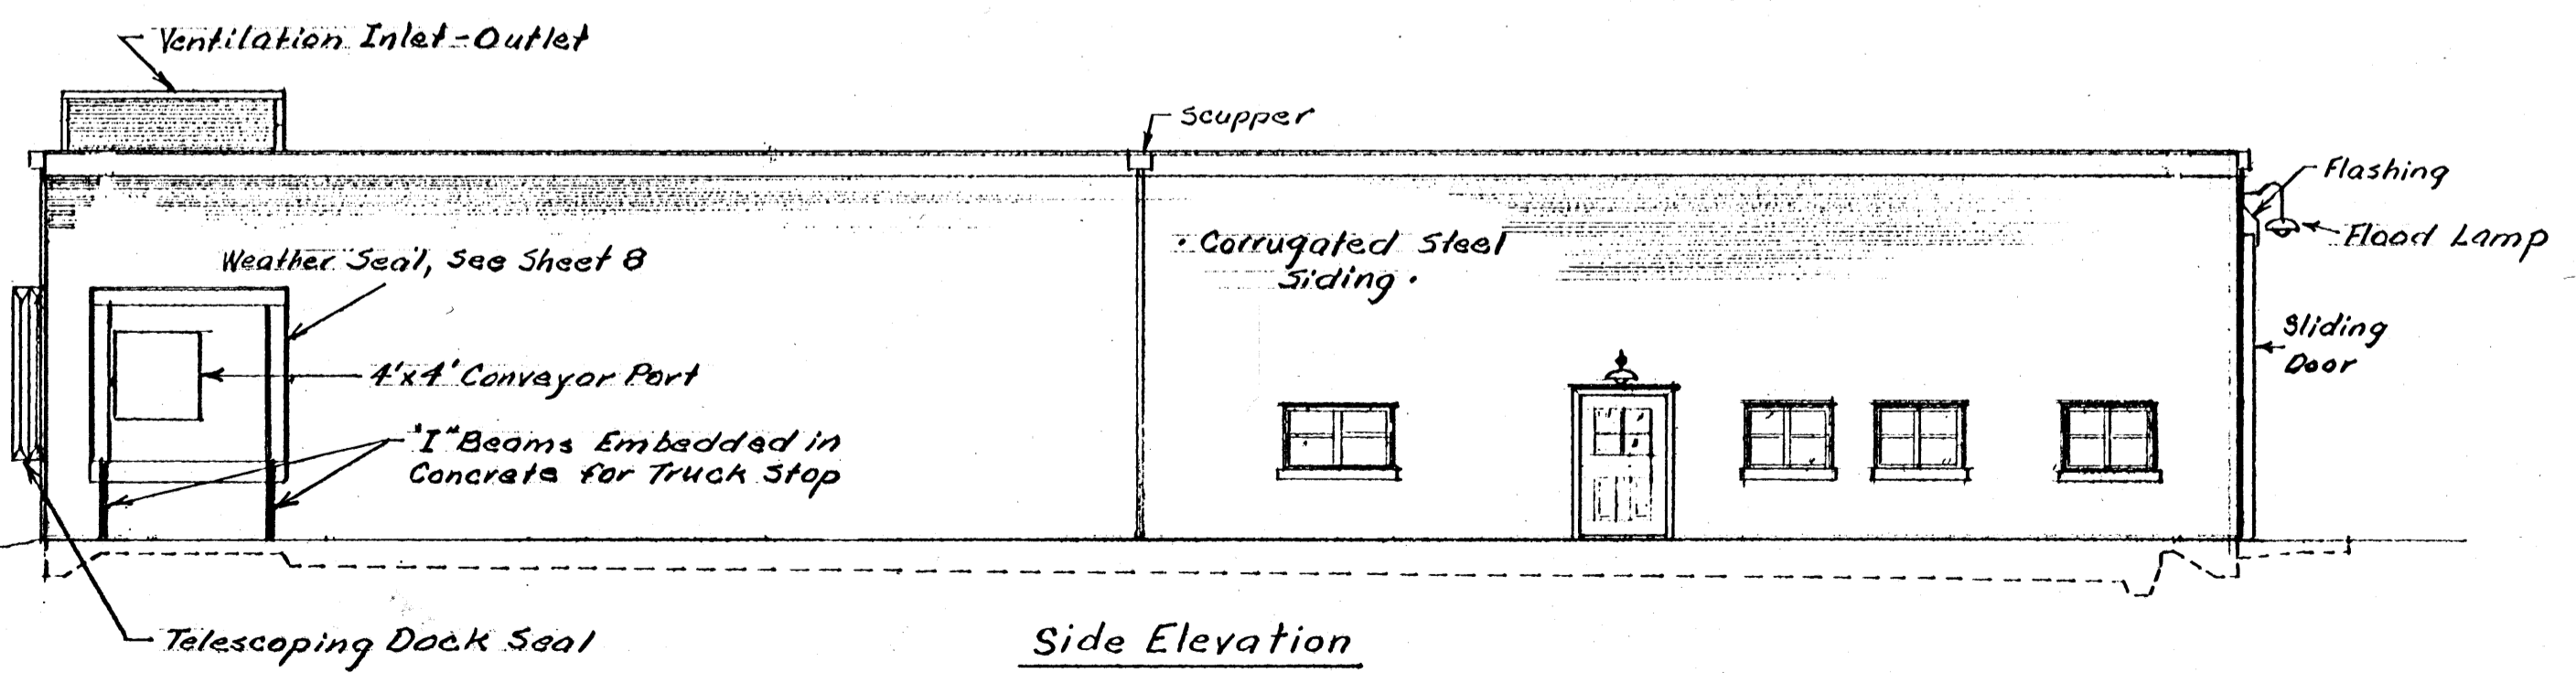 Ventilation Inlet-Outlet
Scupper
Flashing
Flood Lamp
Weather Seal, See Sheet 8
• Corrugated Steel
Siding •
Sliding
Door
4'x4' Conveyor Port
"I" Beams Embedded in
Concrete for Truck Stop
Telescoping Dock Seal
Side Elevation